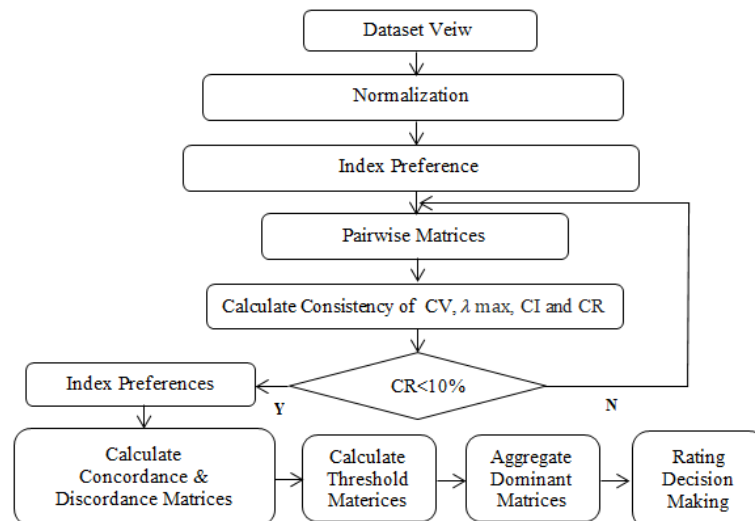 Dataset Veiw
Normalization
Index Preference
Pairwise Matrices
Calculate Consistency of CV, λ max, CI and CR
CR<10%
Index Preferences
Y
N
Calculate
Concordance &
Discordance Matrices
Calculate
Threshold
Materices
Aggregate
Dominant
Matrices
Rating
Decision
Making